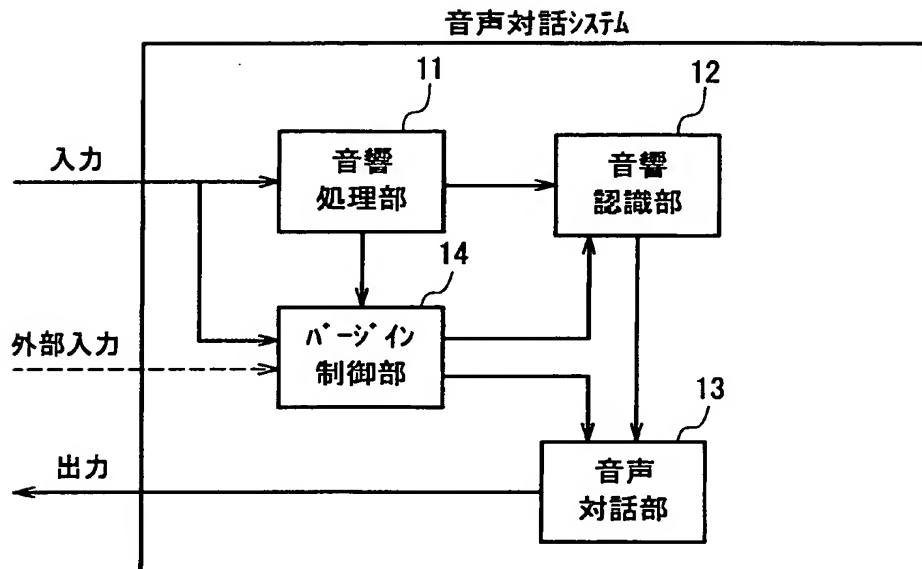 音声対話システム
11
12
入力
音響
処理部
音響
認識部
14
外部入力
バージイン
制御部
13
出力
音声
対話部